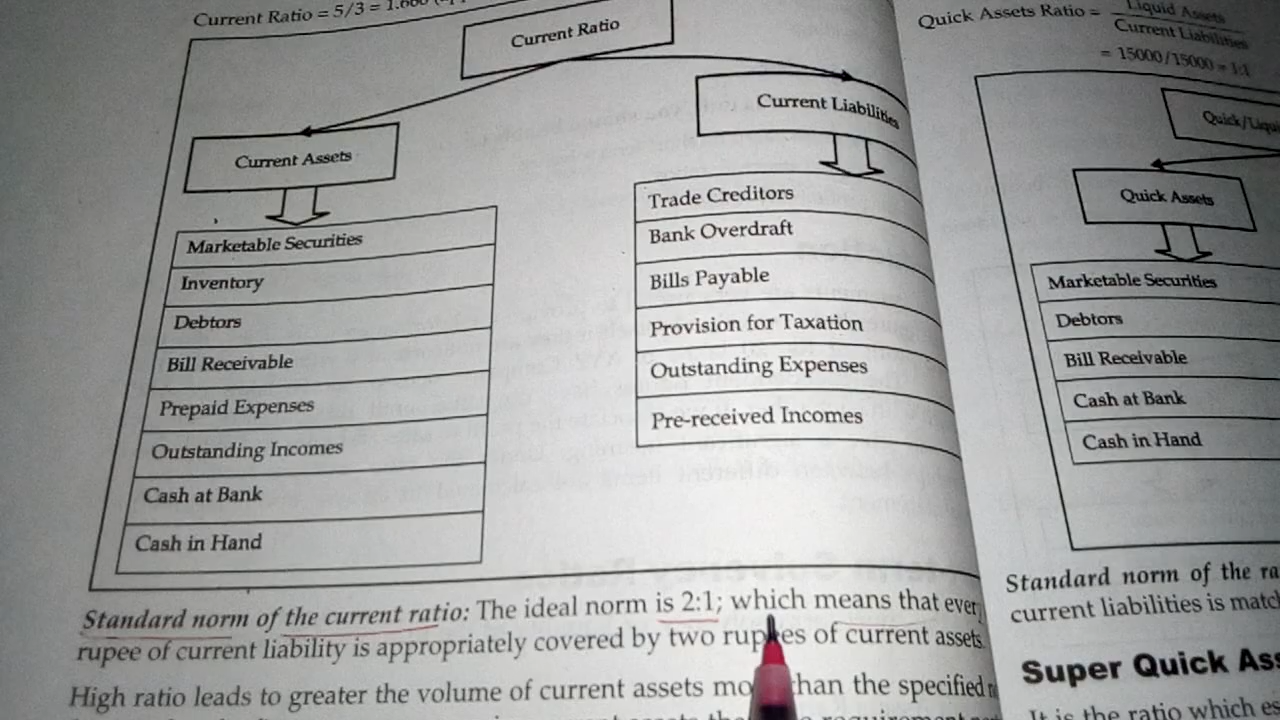 Current Ratio = 5/3 = 1.666
Current Ratio
Current Assets
Current Liabilities
Marketable Securities
Inventory
Debtors
Bill Receivable
Prepaid Expenses
Outstanding Incomes
Cash at Bank
Cash in Hand
Trade Creditors
Bank Overdraft
Bills Payable
Provision for Taxation
Outstanding Expenses
Pre-received Incomes
Standard norm of the current ratio: The ideal norm is 2:1; which means that every
rupee of current liability is appropriately covered by two rupees of current assets.
High ratio leads to greater the volume of current assets than the specified
Quick Assets Ratio = Liquid Assets
Current Liabilities
= 15000/15000 = 1:1
Quick/
Quick Assets
Marketable Securities
Debtors
Bill Receivable
Cash at Bank
Cash in Hand
Standard norm of the
current liabilities is
Super Quick
It is the ratio which